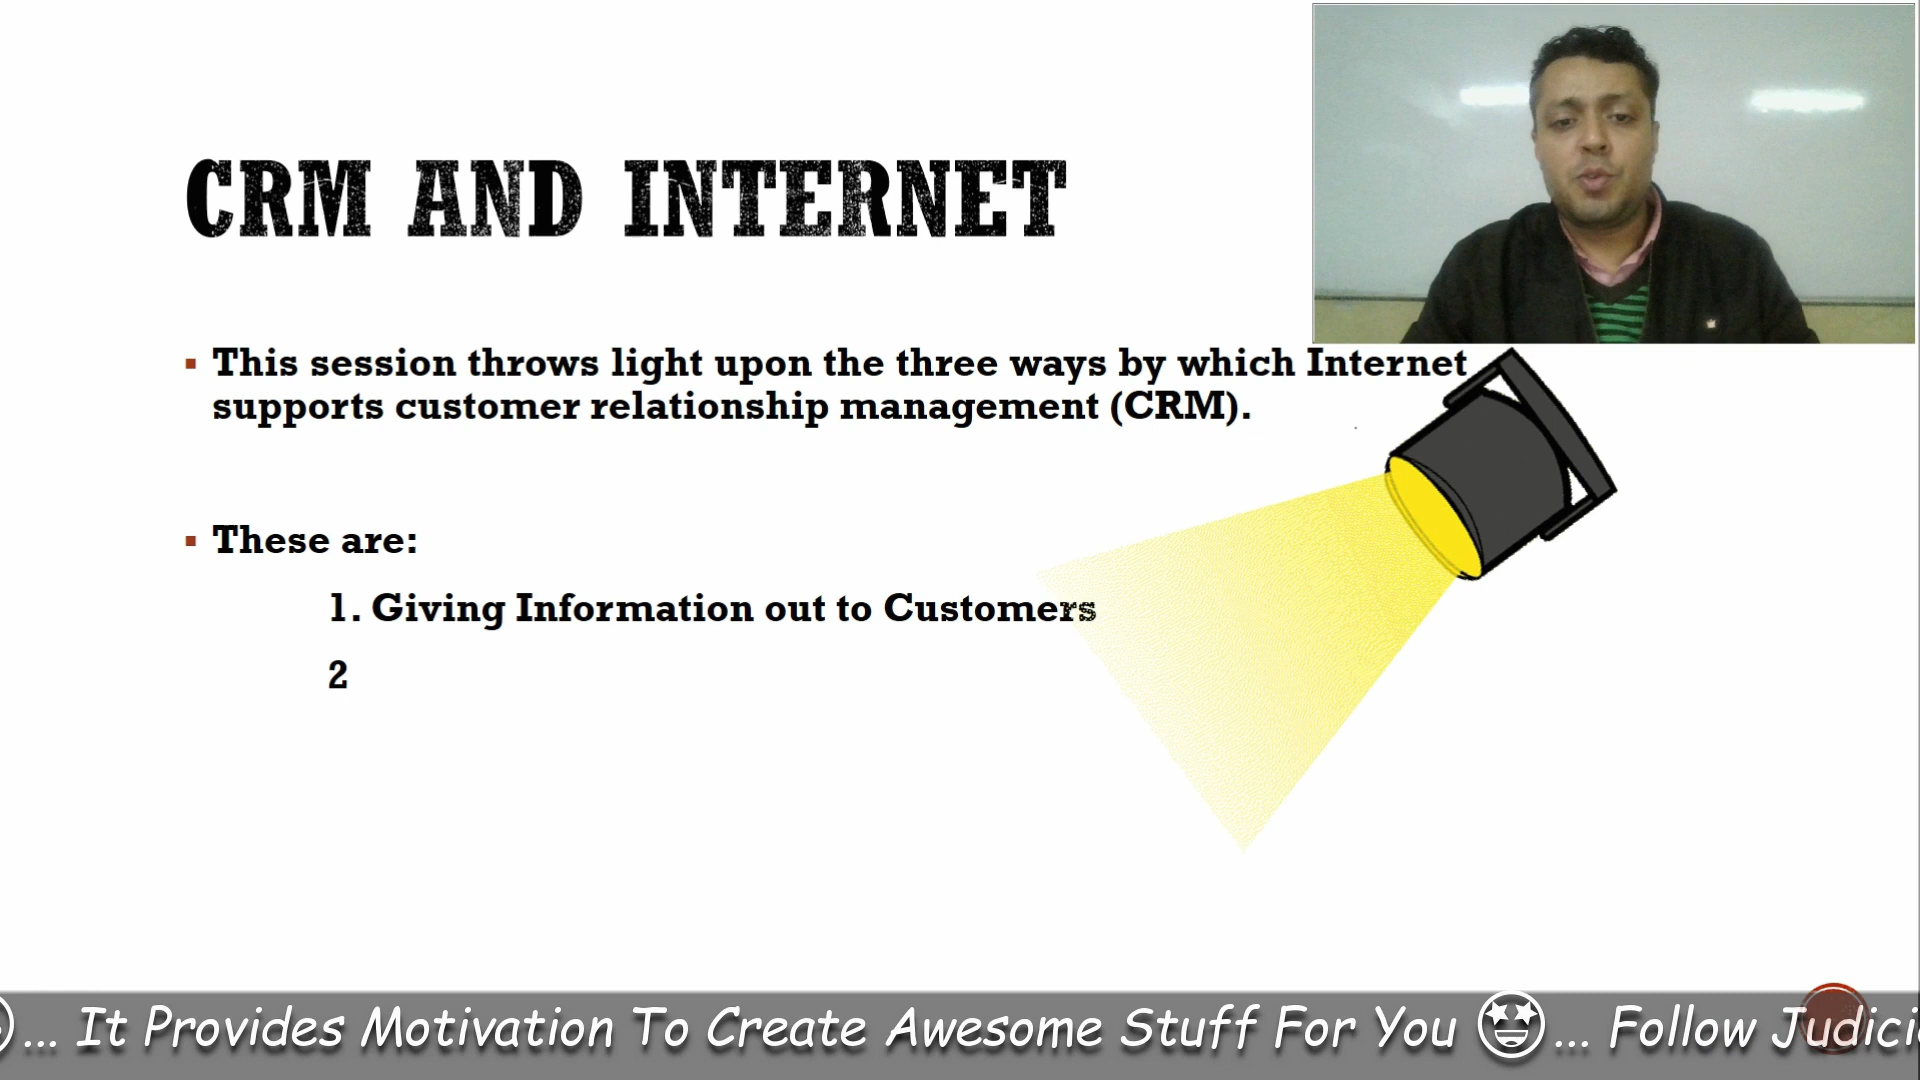 CRM AND INTERNET
▪ This session throws light upon the three ways by which Internet
supports customer relationship management (CRM).
▪ These are:
1. Giving Information out to Customers
2
... It Provides Motivation To Create Awesome Stuff For You 🤩... Follow Judici